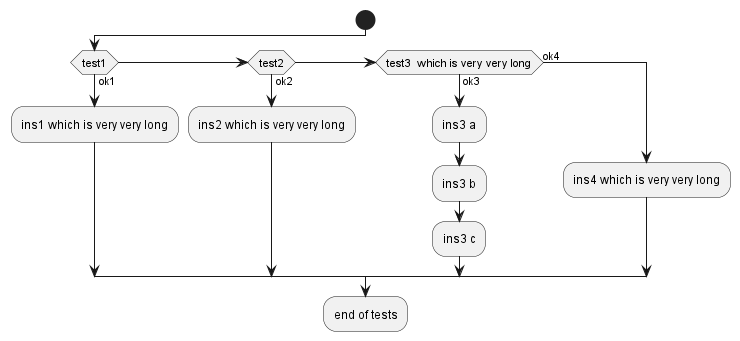 test1
test2
test3  which is very very long
ok4
ok1
ok2
ok3
ins1 which is very very long
ins2 which is very very long
ins3 a
ins3 b
ins4 which is very very long
ins3 c
end of tests